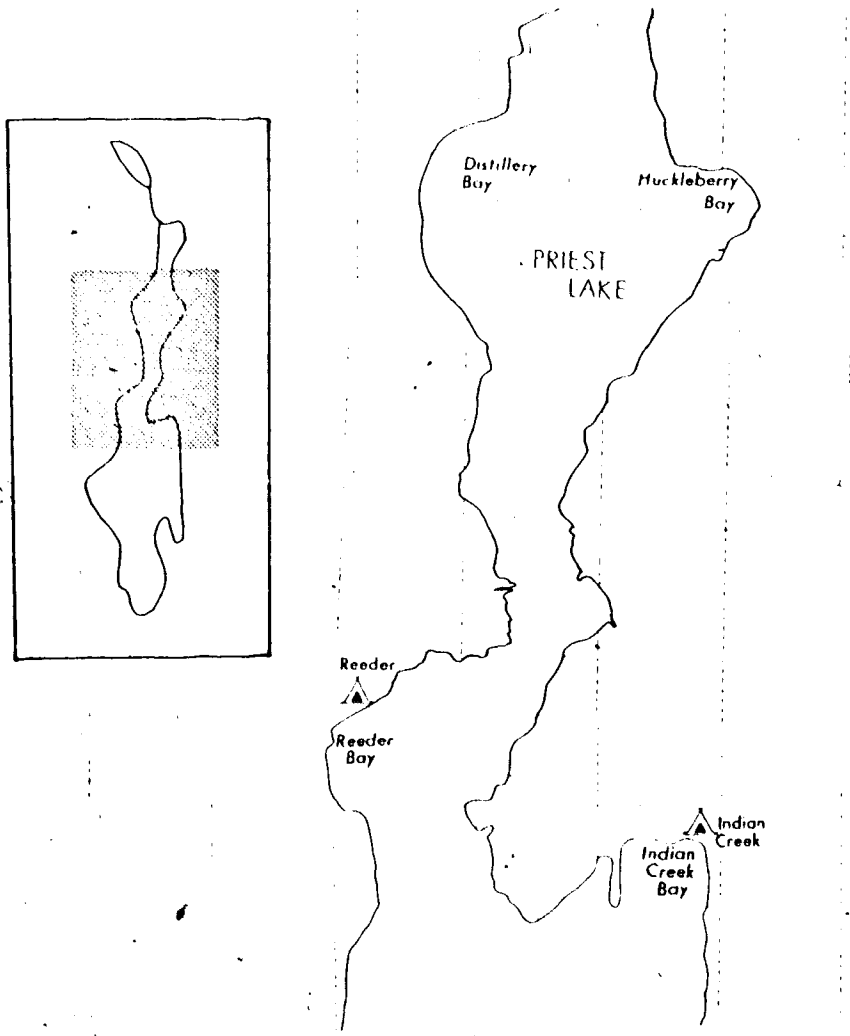 Distillery
Bay
Huckleberry
Bay
PRIEST
LAKE
Reeder
Reeder
Bay
Indian
Creek
Indian
Creek
Bay